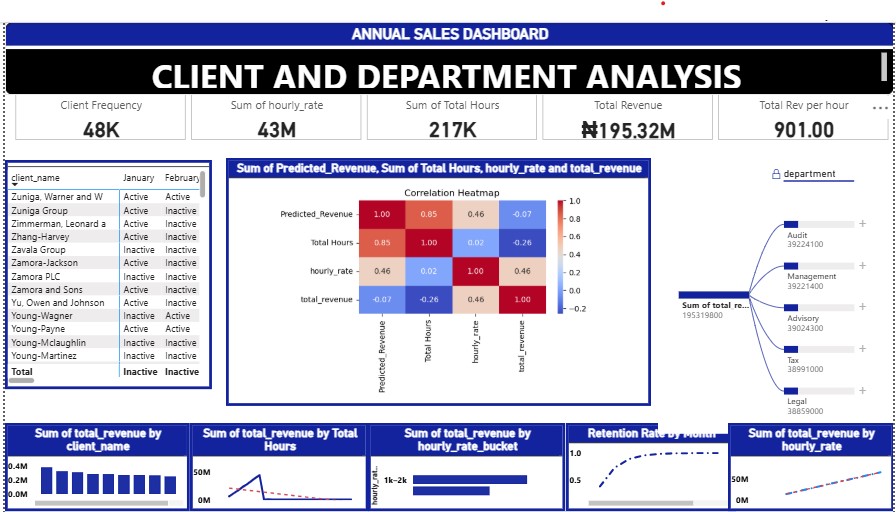 ANNUAL SALES DASHBOARD
CLIENT AND DEPARTMENT ANALYSIS
Client Frequency
48K
Sum of hourly_rate
43M
Sum of Total Hours
217K
Total Revenue
₦195.32M
Total Rev per hour
901.00
client_name January February
Zuniga, Warner and W Active Active
Zuniga Group Active Inactive
Zimmerman, Leonard a Active Inactive
Zhang-Harvey Active Inactive
Zavala Group Inactive Inactive
Zamora-Jackson Active Inactive
Zamora PLC Inactive Inactive
Zamora and Sons Active Inactive
Yu, Owen and Johnson Active Inactive
Young-Wagner Inactive Active
Young-Payne Active Active
Young-Mclaughlin Active Inactive
Young-Martinez Inactive Inactive
Total Inactive Inactive
Sum of Predicted_Revenue, Sum of Total Hours, hourly_rate and total_revenue
Correlation Heatmap
Predicted_Revenue 1.00 0.85 0.46 -0.07
Total Hours 0.85 1.00 0.02 -0.26
hourly_rate 0.46 0.02 1.00 0.46
total_revenue -0.07 -0.26 0.46 1.00
Predicted_Revenue
Total Hours
hourly_rate
total_revenue
1.0
0.8
0.6
0.4
0.2
0.0
-0.2
department
Sum of total_re...
195319800
Audit
39224100
Management
39221400
Advisory
39024300
Tax
38991000
Legal
38859000
Sum of total_revenue by
client_name
0.4M
0.2M
0.0M
Sum of total_revenue by Total
Hours
50M
0M
Sum of total_revenue by
hourly_rate_bucket
hourly_rat...
1k–2k
Retention Rate by Month
1.0
0.5
Sum of total_revenue by
hourly_rate
50M
0M